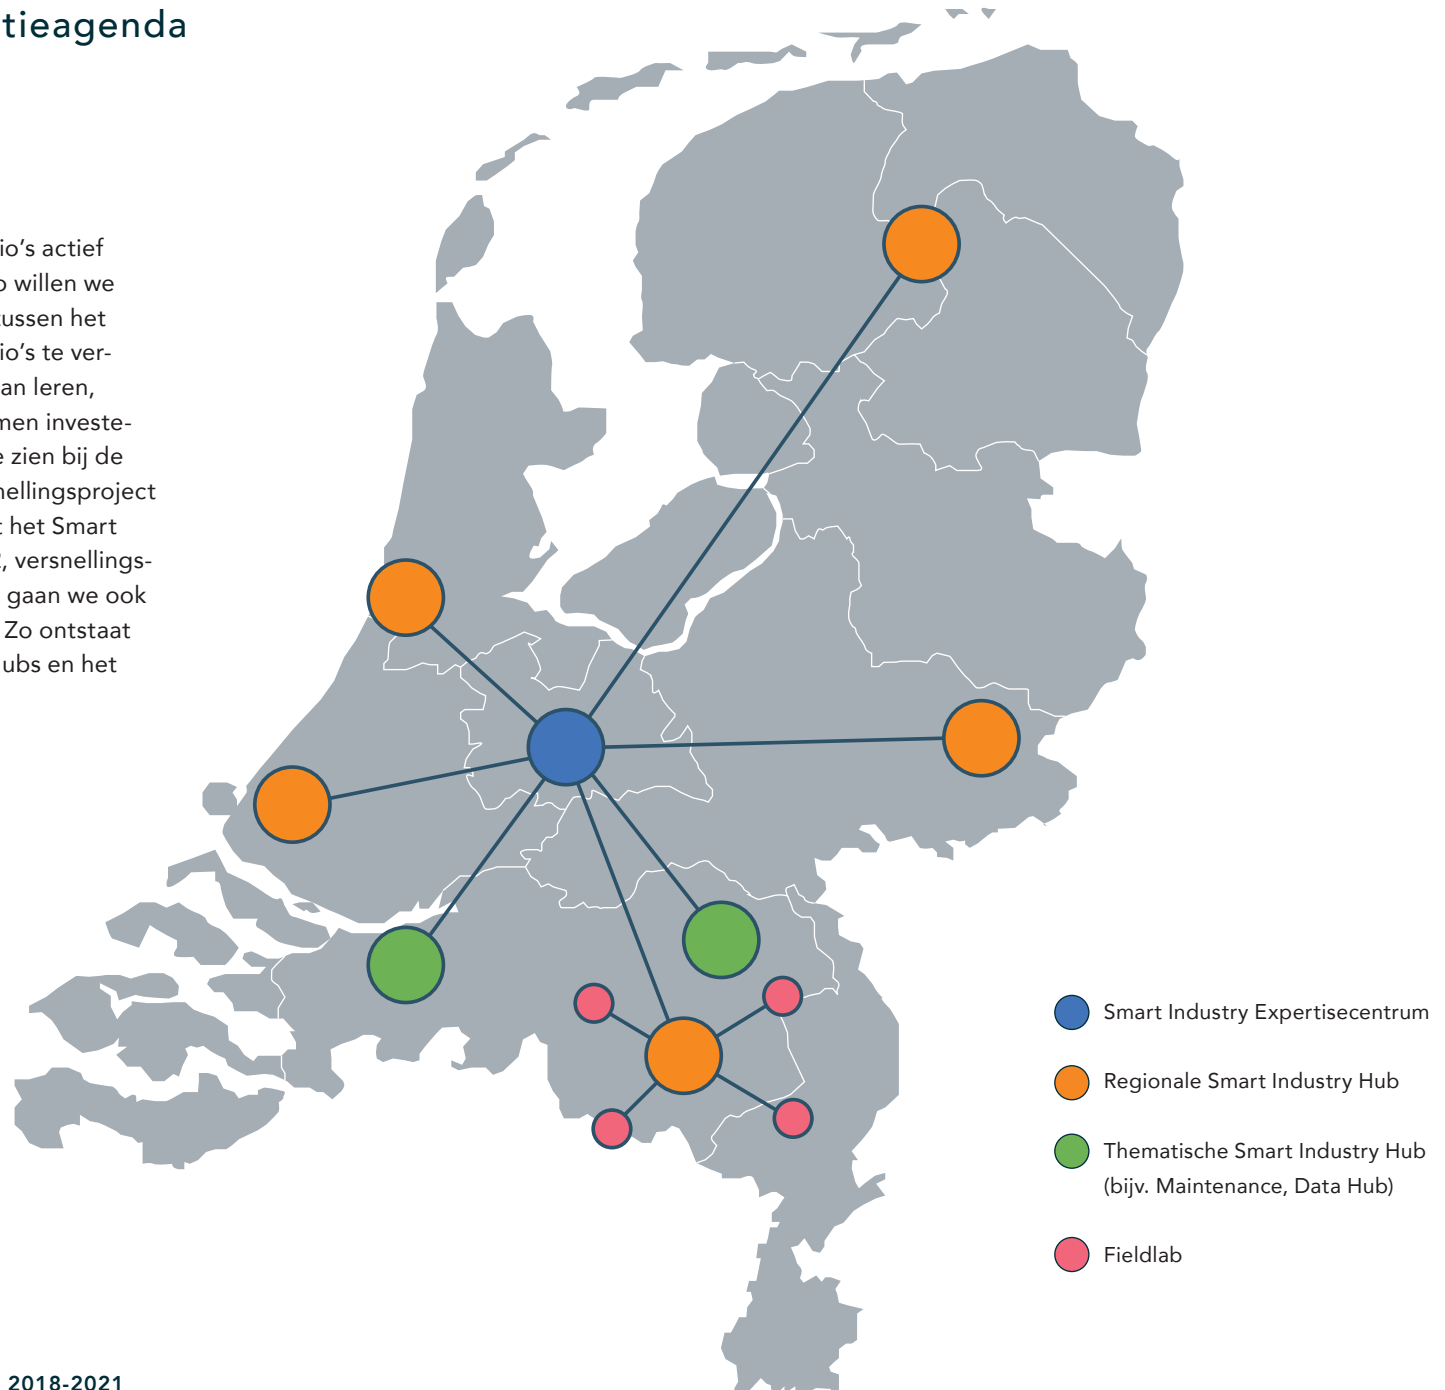 tieagenda
io's actief
o willen we
tussen het
io's te ver-
an leren,
men investe-
e zien bij de
nellingsproject
t het Smart
, versnellings-
gaan we ook
Zo ontstaat
ubs en het
Smart Industry Expertisecentrum
Regionale Smart Industry Hub
Thematische Smart Industry Hub
(bijv. Maintenance, Data Hub)
Fieldlab
2018-2021